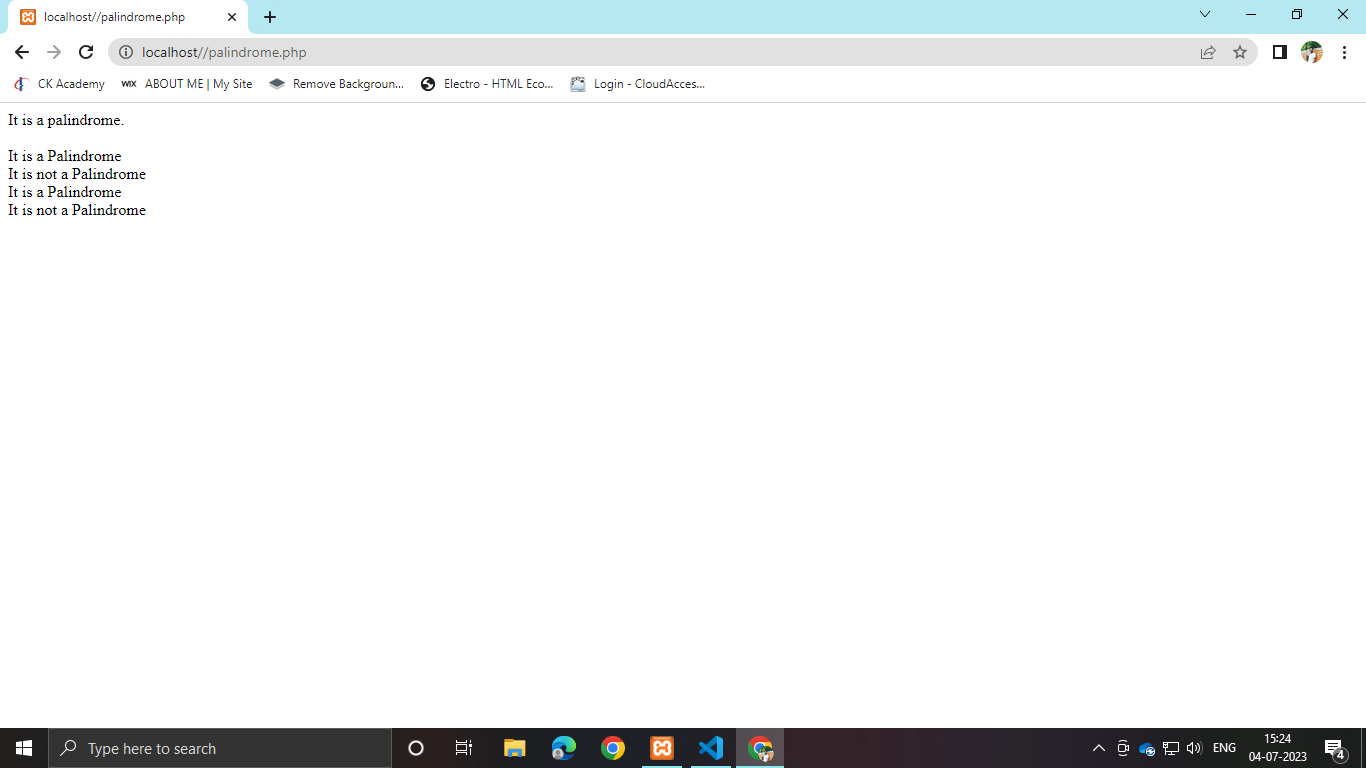 localhost//palindrome.php
localhost//palindrome.php
CK Academy
WIX ABOUT ME | My Site
Remove Backgroun...
Electro - HTML Eco...
Login - CloudAcces...
It is a palindrome.
It is a Palindrome
It is not a Palindrome
It is a Palindrome
It is not a Palindrome
Type here to search
ENG
15:24
04-07-2023
4